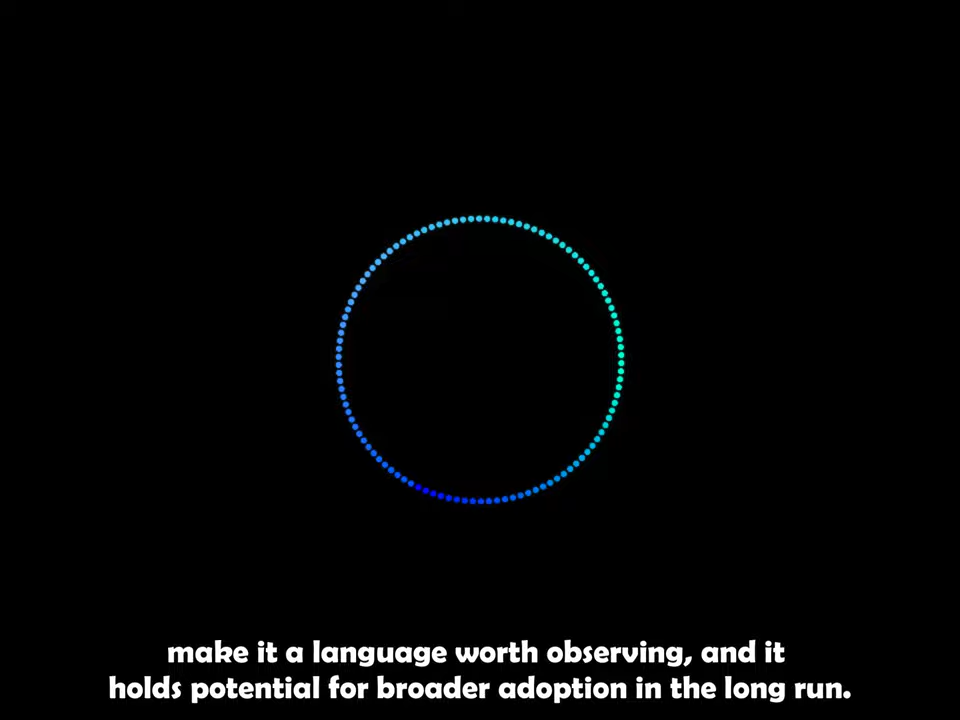 make it a language worth observing, and it
holds potential for broader adoption in the long run.